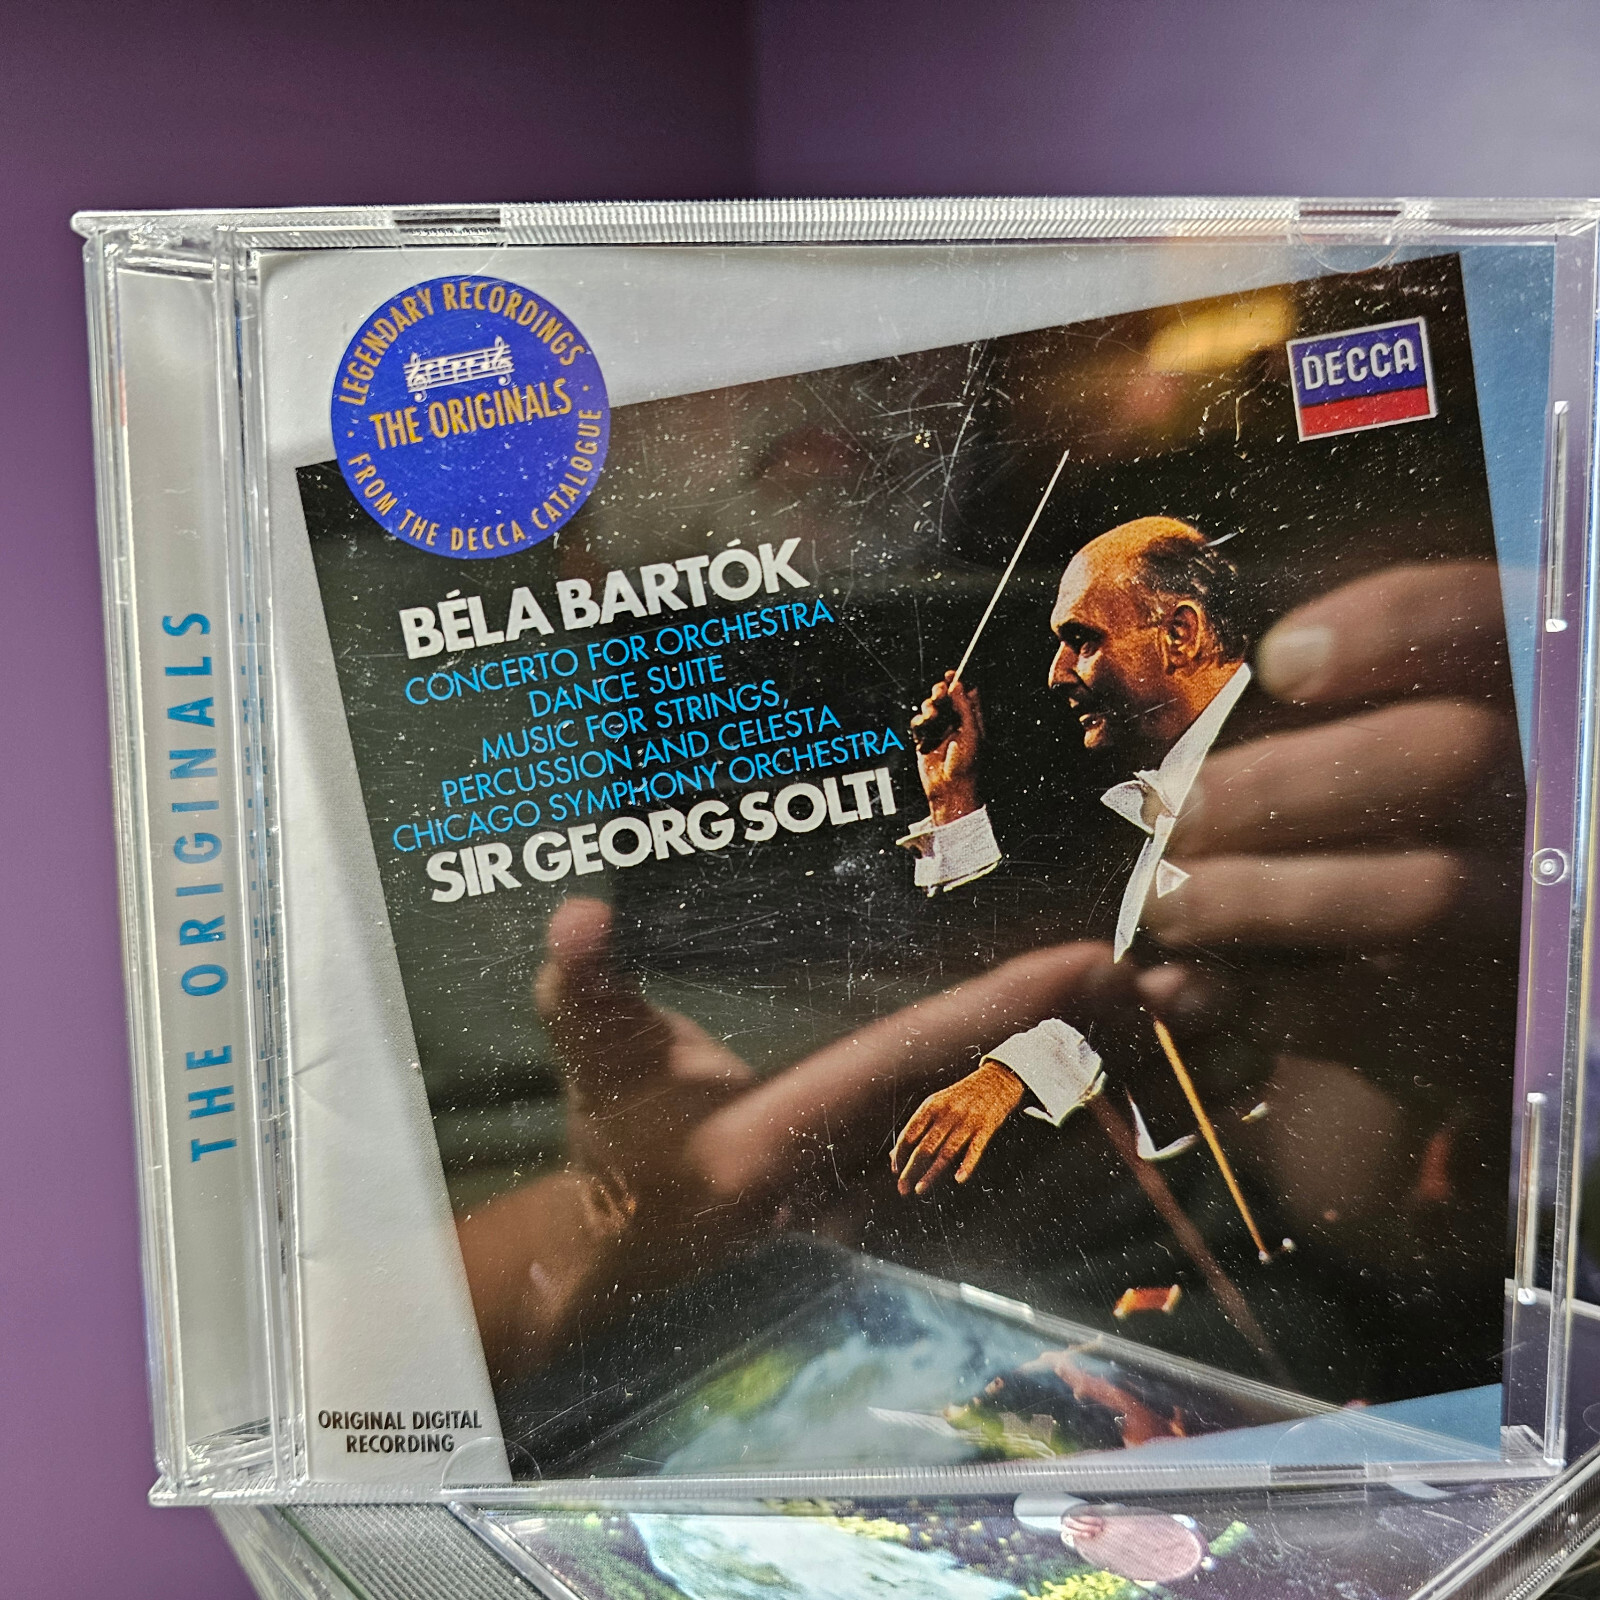 LEGENDARY RECORDINGS
THE ORIGINALS
FROM THE DECCA CATALOGUE
DECCA
BÉLA BARTÓK
CONCERTO FOR ORCHESTRA
DANCE SUITE
MUSIC FOR STRINGS,
PERCUSSION AND CELESTA
CHICAGO SYMPHONY ORCHESTRA
SIR GEORG SOLTI
THE ORIGINALS
ORIGINAL DIGITAL
RECORDING